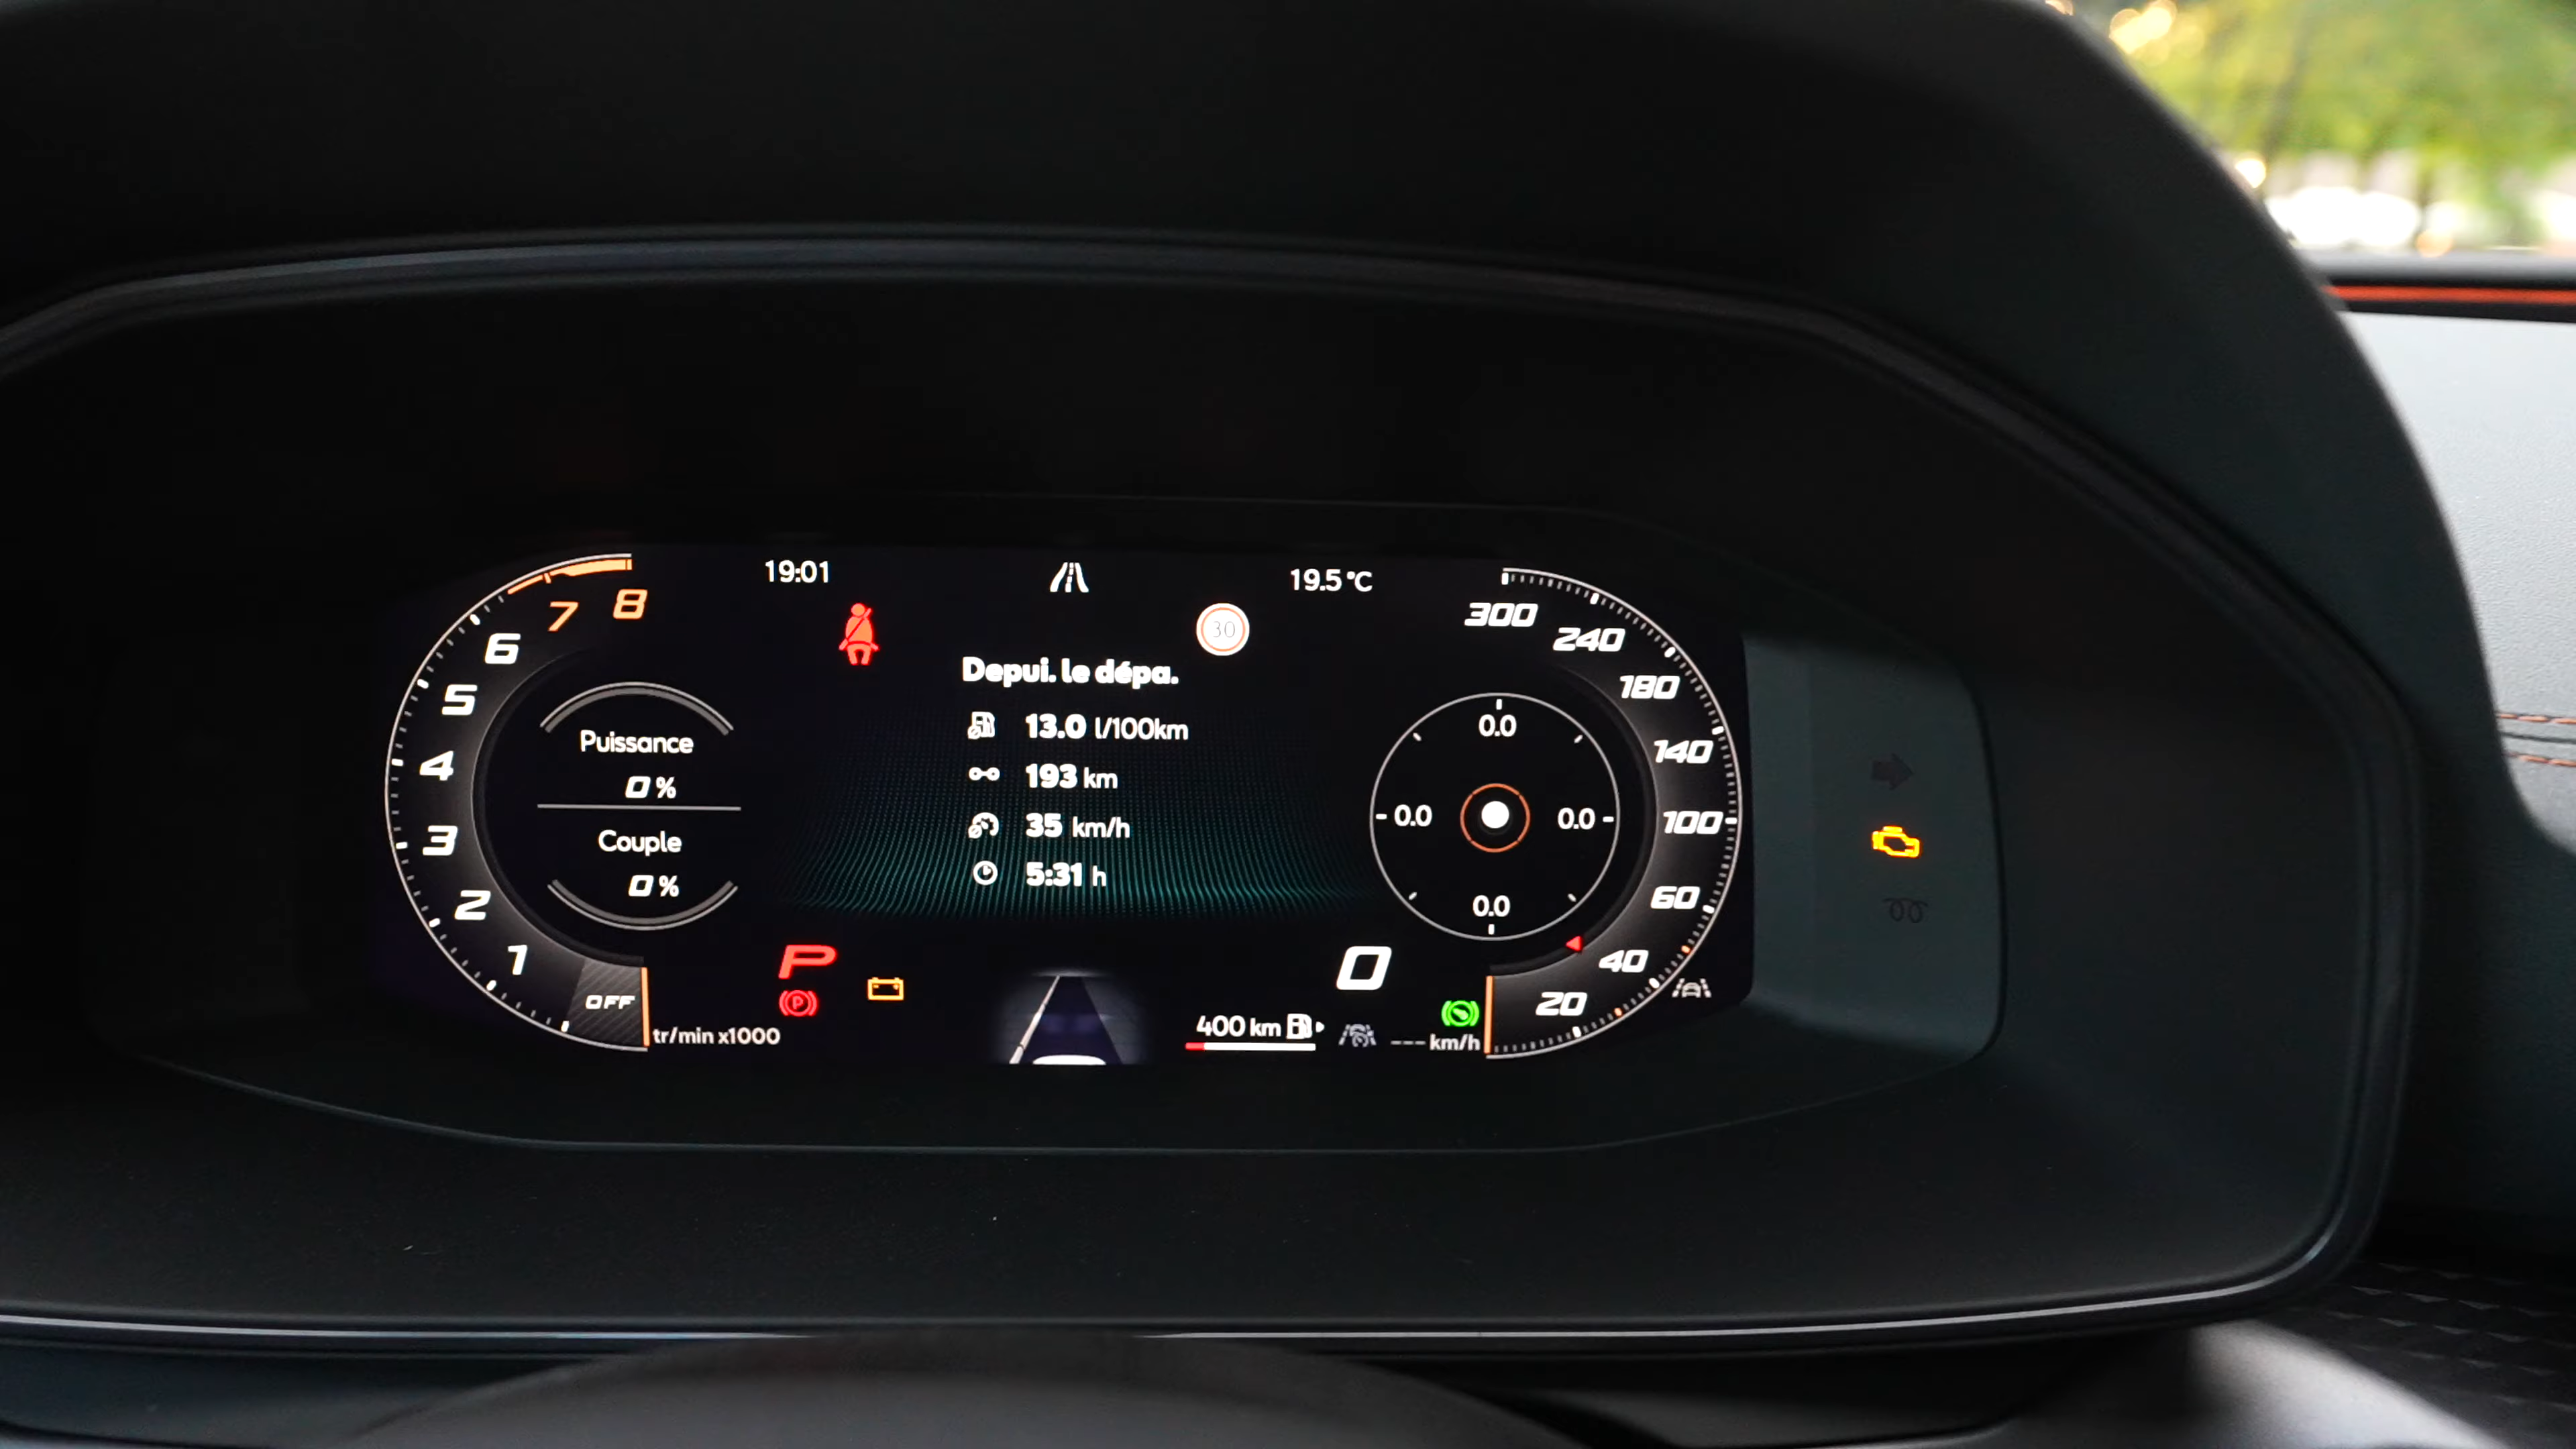 19:01
19.5 °C
30
Depui. le dépa.
13.0 l/100km
193 km
35 km/h
5:31 h
8
7
6
5
4
3
2
1
OFF
tr/min x1000
Puissance
0 %
Couple
0 %
P
P
400 km
0
--- km/h
0.0
0.0
0.0
0.0
300
240
180
140
100
60
40
20